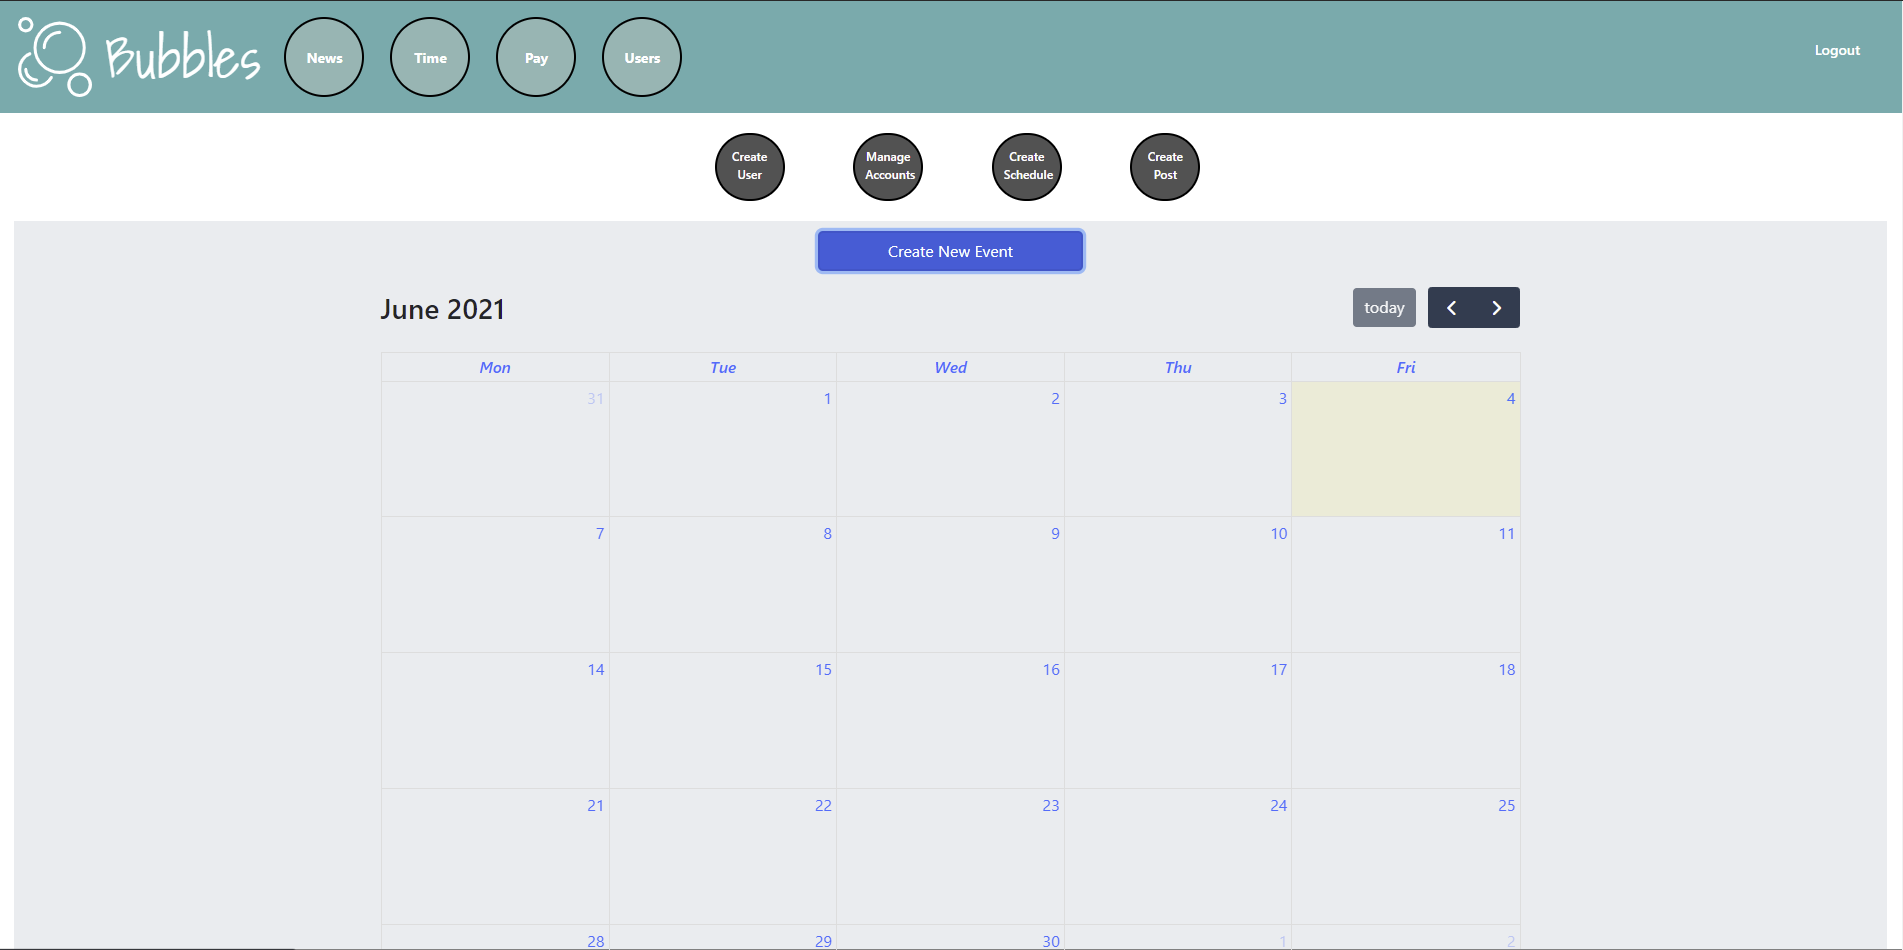 Bubbles
News Time Pay Users
Logout
Create User
Manage Accounts
Create Schedule
Create Post
Create New Event
June 2021
today
Mon Tue Wed Thu Fri
31 1 2 3 4
7 8 9 10 11
14 15 16 17 18
21 22 23 24 25
28 29 30 1 2